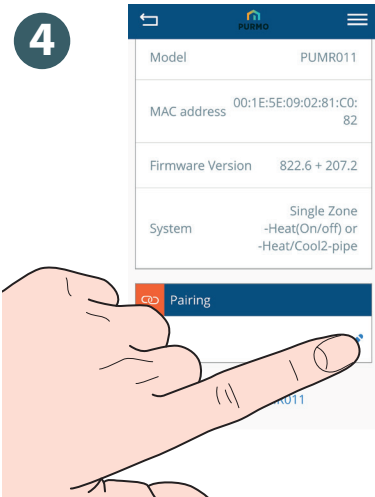 4
PURMO
Model PUMR011
MAC address 00:1E:5E:09:02:81:C0:
82
Firmware Version 822.6 + 207.2
Single Zone
System -Heat(On/off) or
-Heat/Cool2-pipe
Pairing